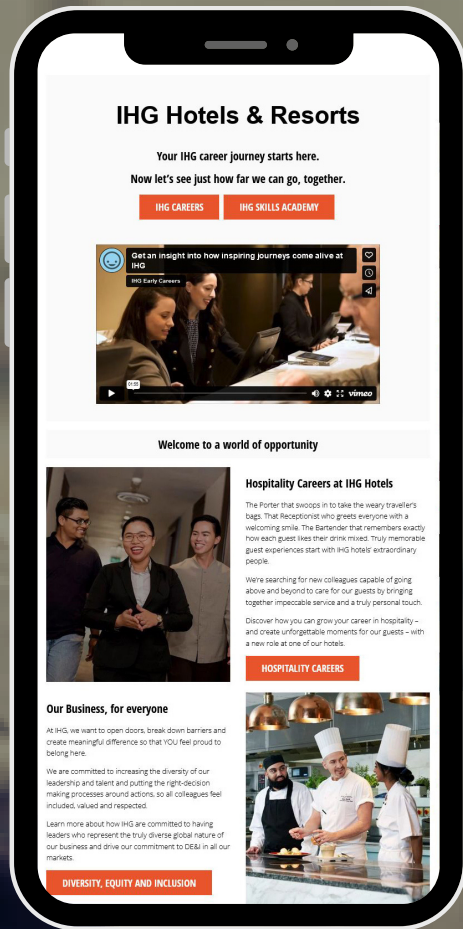 IHG Hotels & Resorts
Your IHG career journey starts here.
Now let's see just how far we can go, together.
IHG CAREERS
IHG SKILLS ACADEMY
Get an insight into how inspiring journeys come alive at
IHG
IHG Early Careers
01:55
vimeo
Welcome to a world of opportunity
Hospitality Careers at IHG Hotels
The Porter that swoops in to take the weary traveller's
bags. That Receptionist who greets everyone with a
welcoming smile. The Bartender that remembers exactly
how each guest likes their drink mixed. Truly memorable
guest experiences start with IHG hotels' extraordinary
people.
We're searching for new colleagues capable of going
above and beyond to care for our guests by bringing
together impeccable service and a truly personal touch.
Discover how you can grow your career in hospitality –
and create unforgettable moments for our guests – with
a new role at one of our hotels.
HOSPITALITY CAREERS
Our Business, for everyone
At IHG, we want to open doors, break down barriers and
create meaningful difference so that YOU feel proud to
belong here.
We are committed to increasing the diversity of our
leadership and talent and putting the right-decision
making processes around actions, so all colleagues feel
included, valued and respected.
Learn more about how IHG are committed to having
leaders who represent the truly diverse global nature of
our business and drive our commitment to DE&I in all our
markets.
DIVERSITY, EQUITY AND INCLUSION